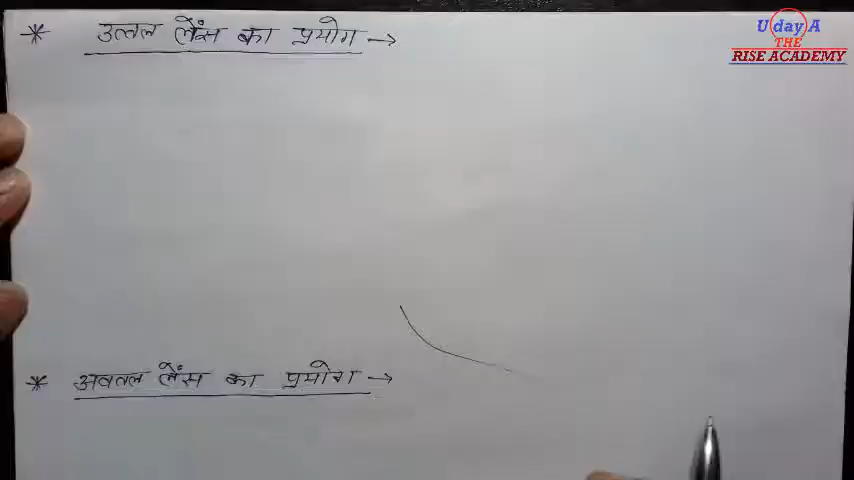 * उत्तल लेंस का प्रयोग →
Uday A
THE
RISE ACADEMY
* अवतल लेंस का प्रयोग →